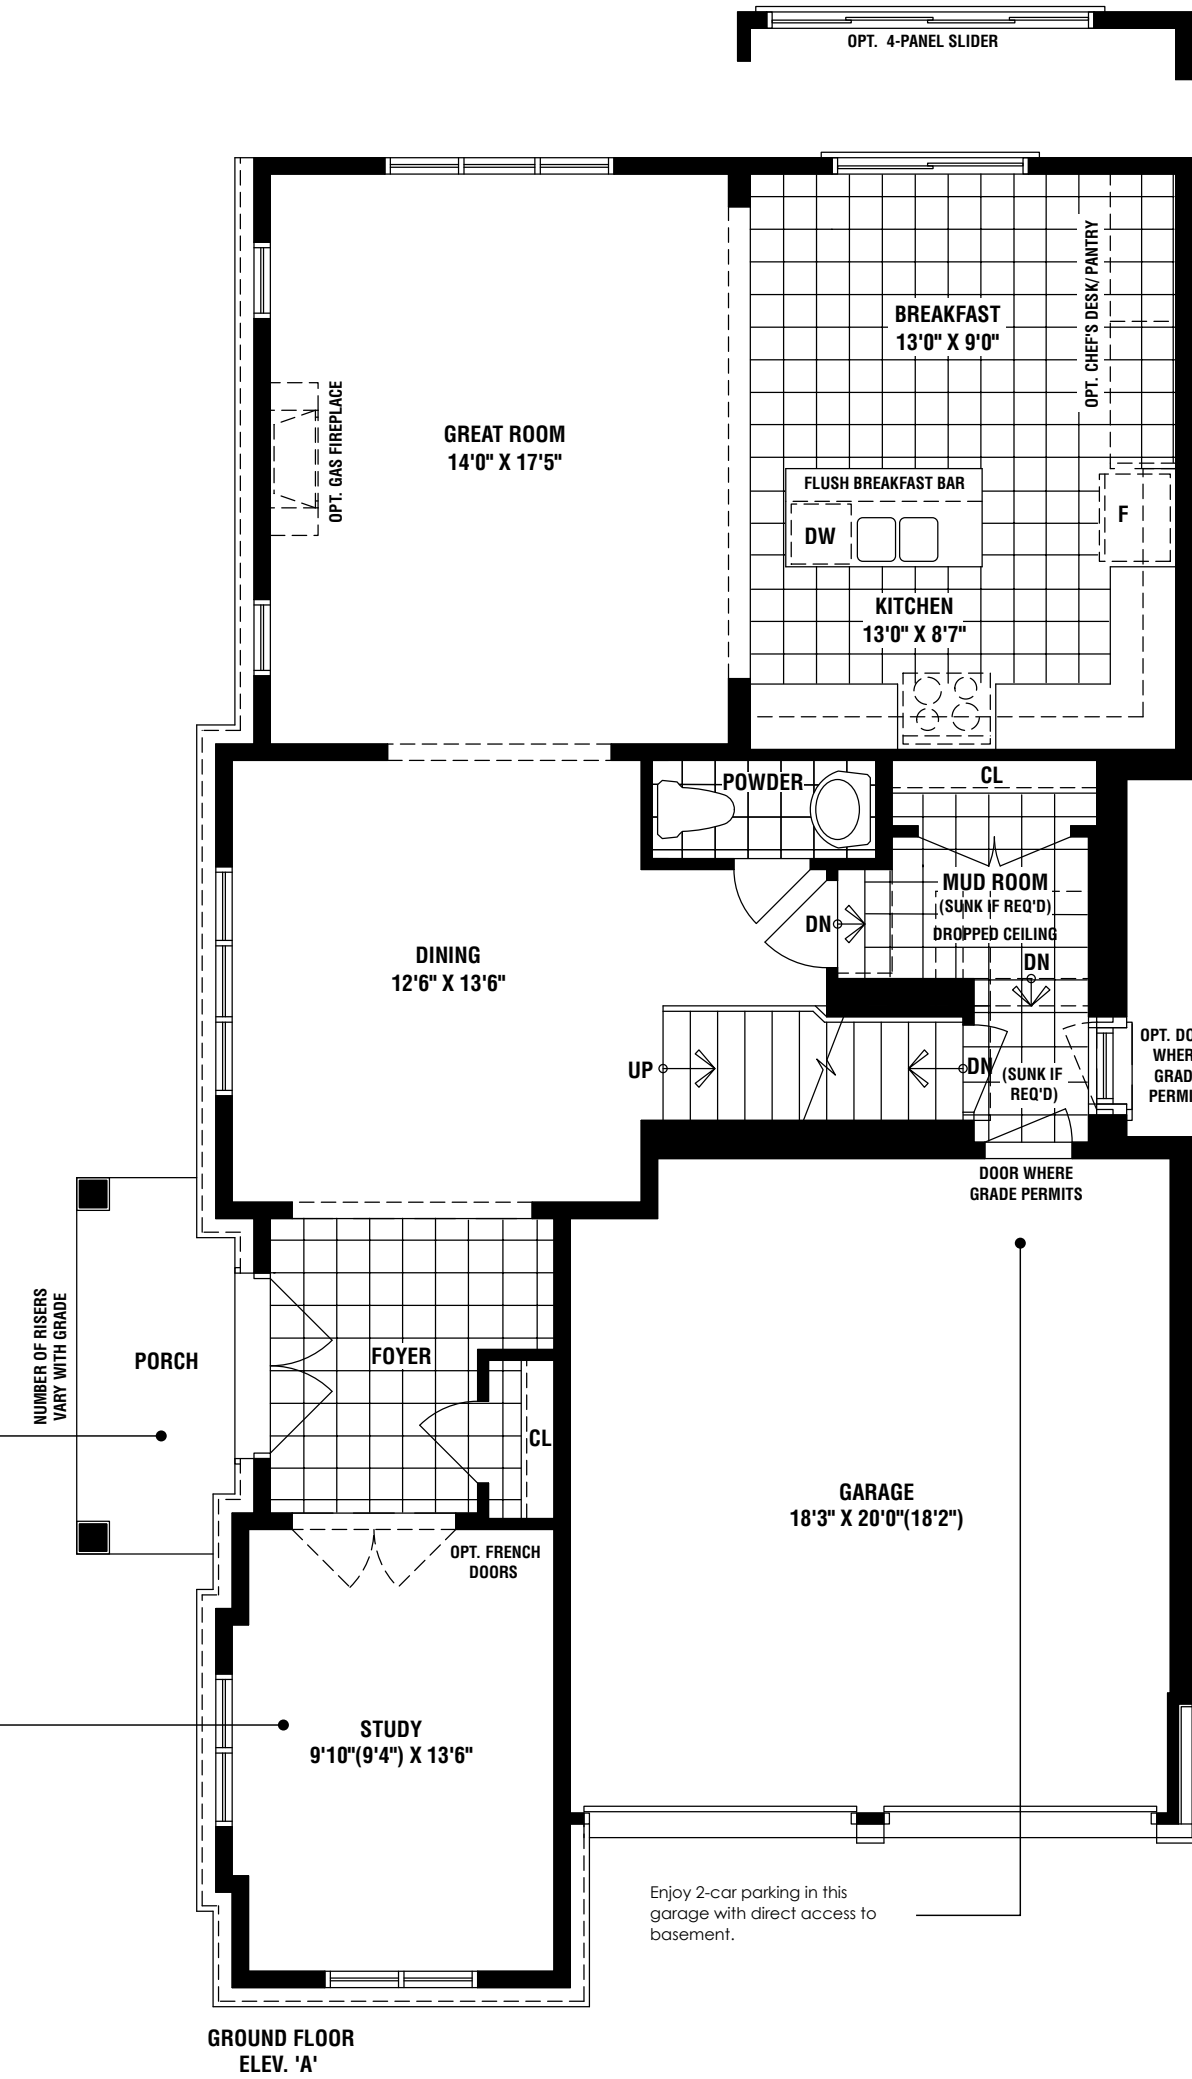 OPT. 4-PANEL SLIDER
BREAKFAST
13'0" X 9'0"
OPT. CHEF'S DESK/ PANTRY
GREAT ROOM
14'0" X 17'5"
OPT. GAS FIREPLACE
FLUSH BREAKFAST BAR
DW
F
KITCHEN
13'0" X 8'7"
POWDER
CL
MUD ROOM
(SUNK IF REQ'D)
DROPPED CEILING
DN
DN
DINING
12'6" X 13'6"
UP
DN
(SUNK IF
REQ'D)
OPT. DO
WHER
GRAD
PERMI
DOOR WHERE
GRADE PERMITS
NUMBER OF RISERS
VARY WITH GRADE
PORCH
FOYER
CL
GARAGE
18'3" X 20'0"(18'2")
OPT. FRENCH
DOORS
STUDY
9'10"(9'4") X 13'6"
Enjoy 2-car parking in this
garage with direct access to
basement.
GROUND FLOOR
ELEV. 'A'